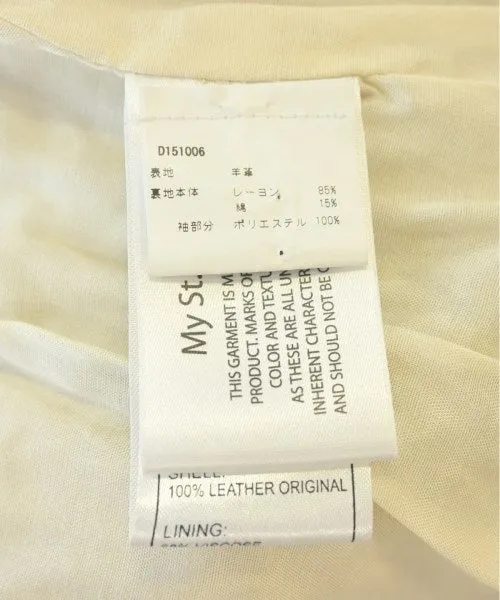 D151006
表地 羊革
裏地本体 レーヨン 85%
綿 15%
袖部分 ポリエステル 100%
My St
THIS GARMENT IS M
PRODUCT. MARKS OF
COLOR AND TEXTU
AS THESE ARE ALL UN
INHERENT CHARACTER
AND SHOULD NOT BE C
SHELL:
100% LEATHER ORIGINAL
LINING: